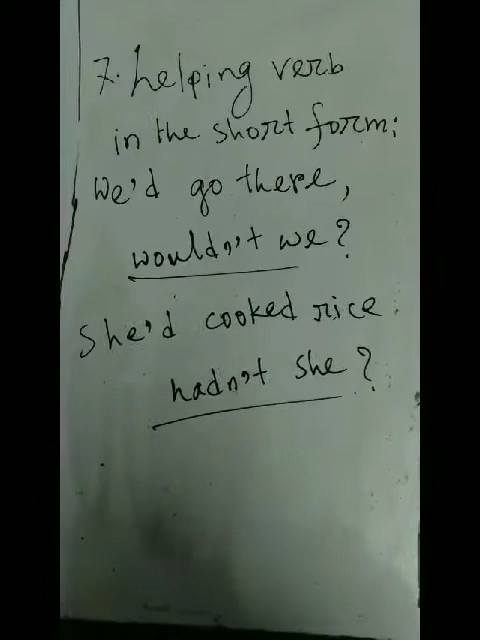 7. helping verb
in the short form:
We'd go there,
wouldn't we?
She'd cooked rice
hadn't she?